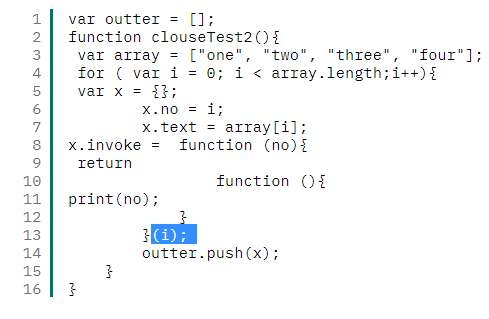 1 var outter = [];
2 function clouseTest2(){
3 var array = ["one", "two", "three", "four"];
4 for ( var i = 0; i < array.length;i++){
5 var x = {};
6 x.no = i;
7 x.text = array[i];
8 x.invoke =  function (no){
9 return
10 function (){
11 print(no);
12 }
13 }(i);
14 outter.push(x);
15 }
16 }